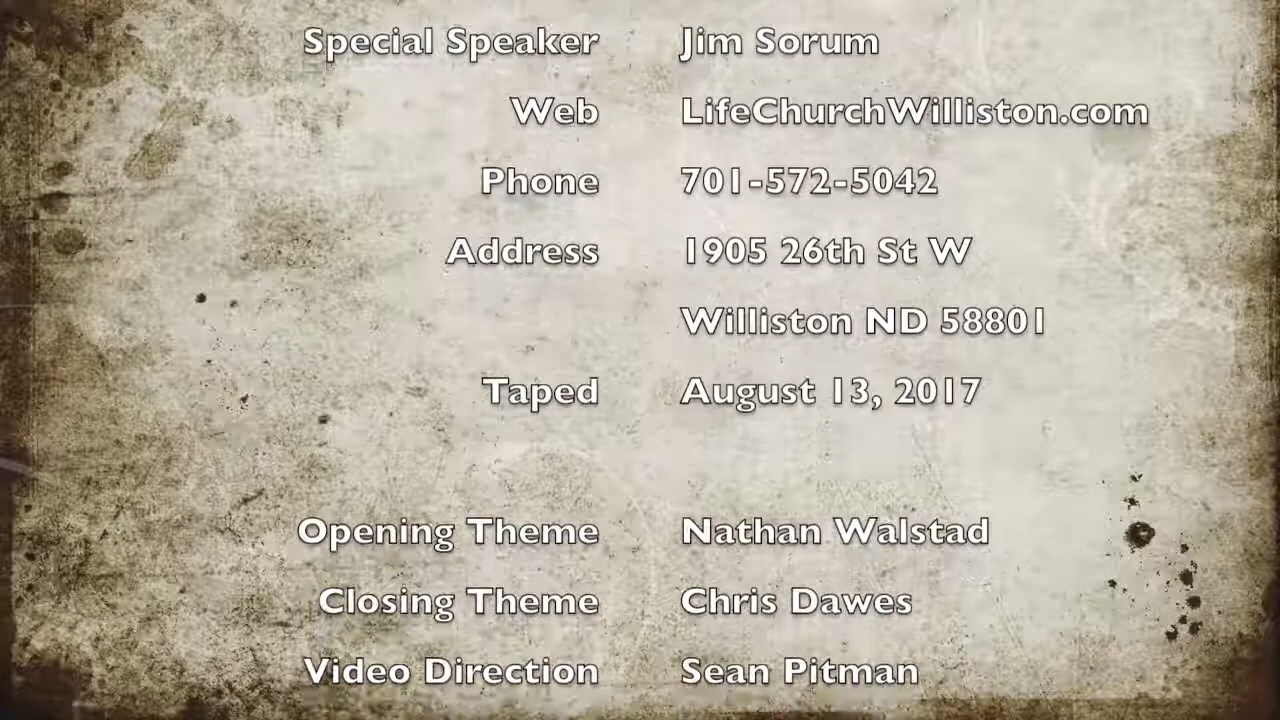 Special Speaker Jim Sorum
Web LifeChurchWilliston.com
Phone 701-572-5042
Address 1905 26th St W
Williston ND 58801
Taped August 13, 2017
Opening Theme Nathan Walstad
Closing Theme Chris Dawes
Video Direction Sean Pitman